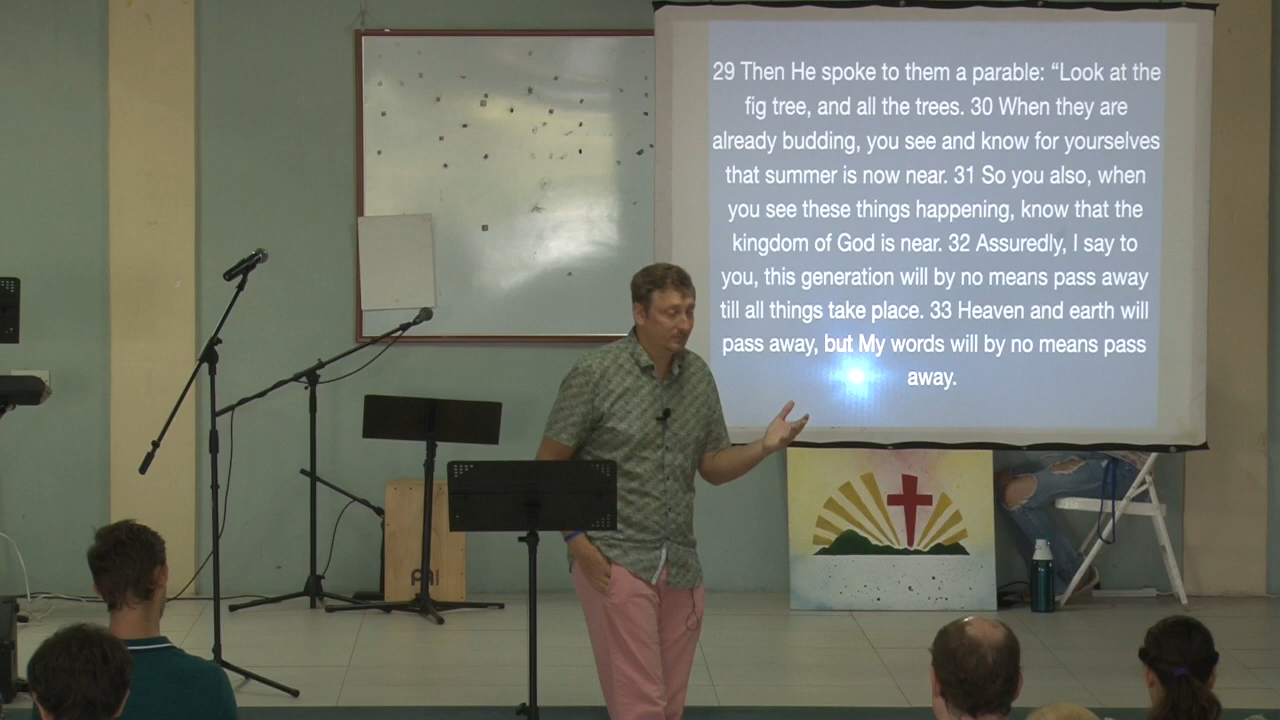 29 Then He spoke to them a parable: “Look at the
fig tree, and all the trees. 30 When they are
already budding, you see and know for yourselves
that summer is now near. 31 So you also, when
you see these things happening, know that the
kingdom of God is near. 32 Assuredly, I say to
you, this generation will by no means pass away
till all things take place. 33 Heaven and earth will
pass away, but My words will by no means pass
away.